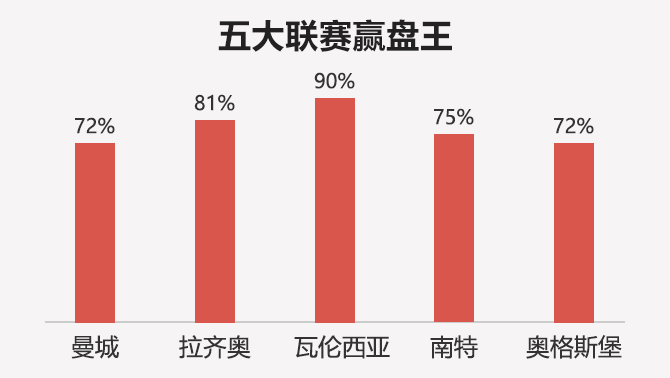 五大联赛赢盘王
72%
81%
90%
75%
72%
曼城
拉齐奥
瓦伦西亚
南特
奥格斯堡